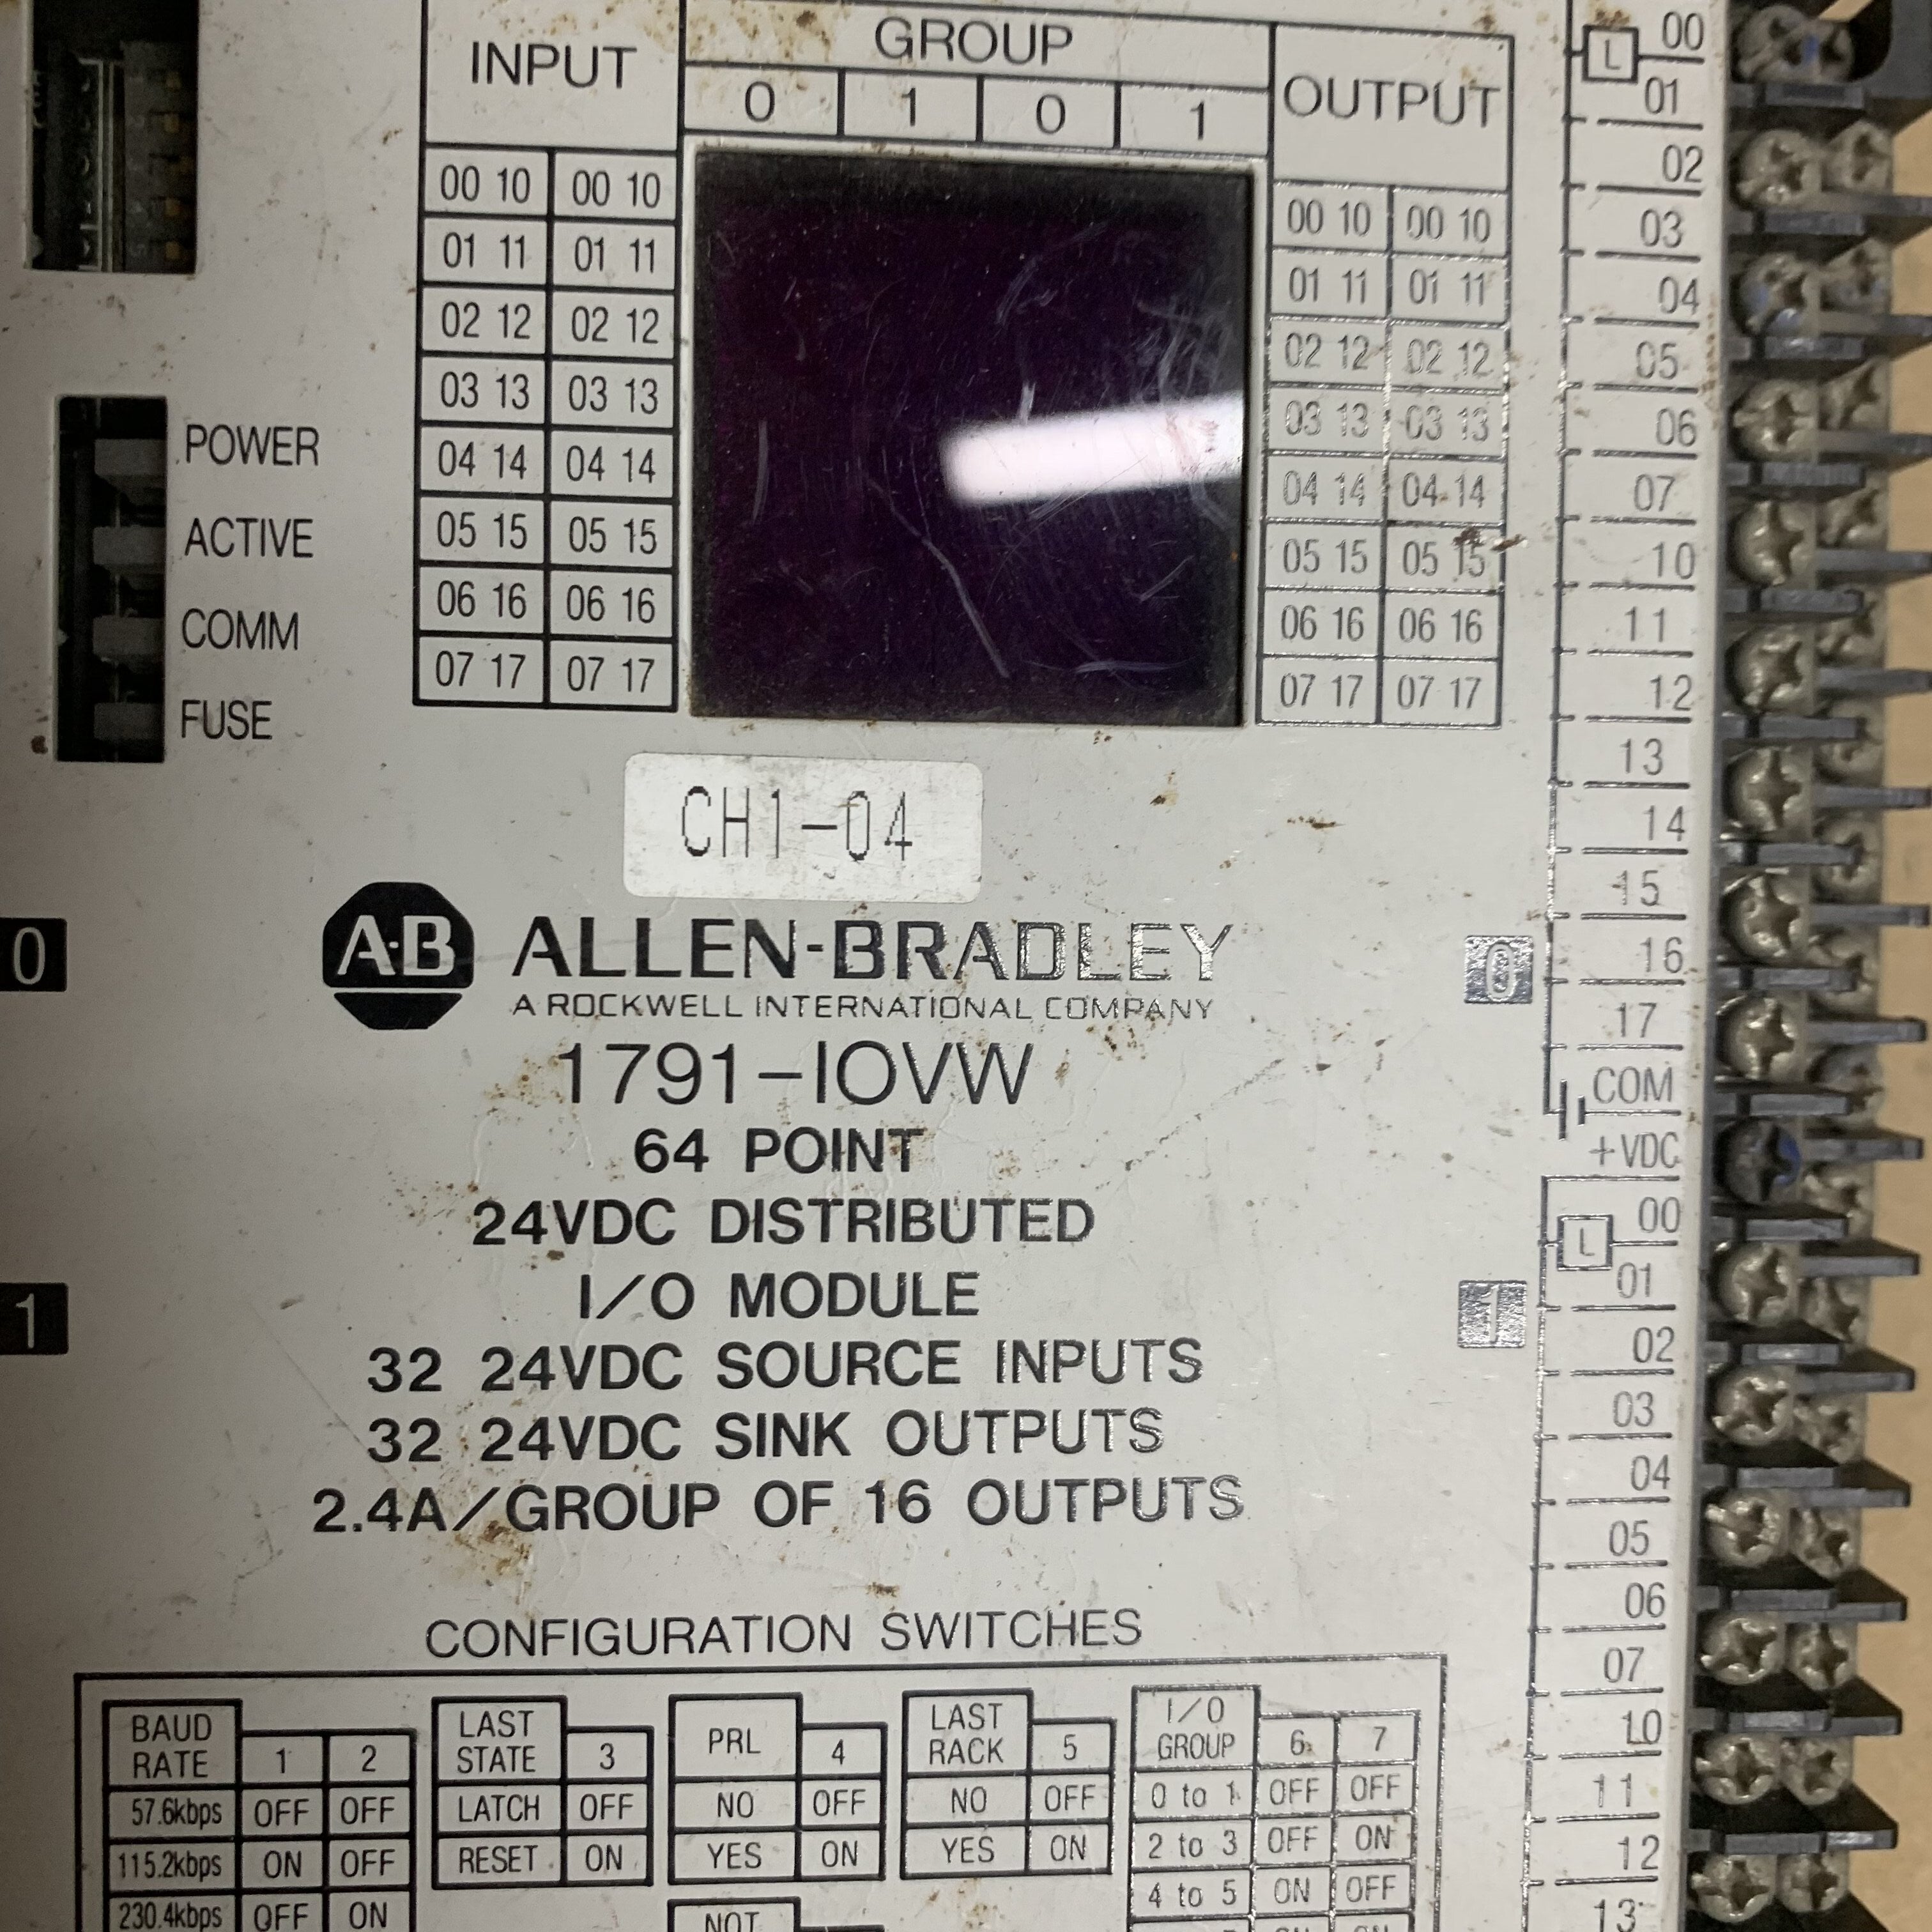 INPUT GROUP OUTPUT
0 1 0 1
00 10 00 10 00 10 00 10
01 11 01 11 01 11 01 11
02 12 02 12 02 12 02 12
03 13 03 13 03 13 03 13
04 14 04 14 04 14 04 14
05 15 05 15 05 15 05 15
06 16 06 16 06 16 06 16
07 17 07 17 07 17 07 17
POWER
ACTIVE
COMM
FUSE
CH1-04
0
1
A·B ALLEN-BRADLEY
A ROCKWELL INTERNATIONAL COMPANY
1791-IOVW
64 POINT
24VDC DISTRIBUTED
I/O MODULE
32 24VDC SOURCE INPUTS
32 24VDC SINK OUTPUTS
2.4A/GROUP OF 16 OUTPUTS
CONFIGURATION SWITCHES
BAUD RATE 1 2
57.6kbps OFF OFF
115.2kbps ON OFF
230.4kbps OFF ON
LAST STATE 3
LATCH OFF
RESET ON
PRL 4
NO OFF
YES ON
NOT
LAST RACK 5
NO OFF
YES ON
I/O GROUP 6 7
0 to 1 OFF OFF
2 to 3 OFF ON
4 to 5 ON OFF
0
1
L
00
01
02
03
04
05
06
07
10
11
12
13
14
15
16
17
COM
+VDC
L
00
01
02
03
04
05
06
07
10
11
12
13